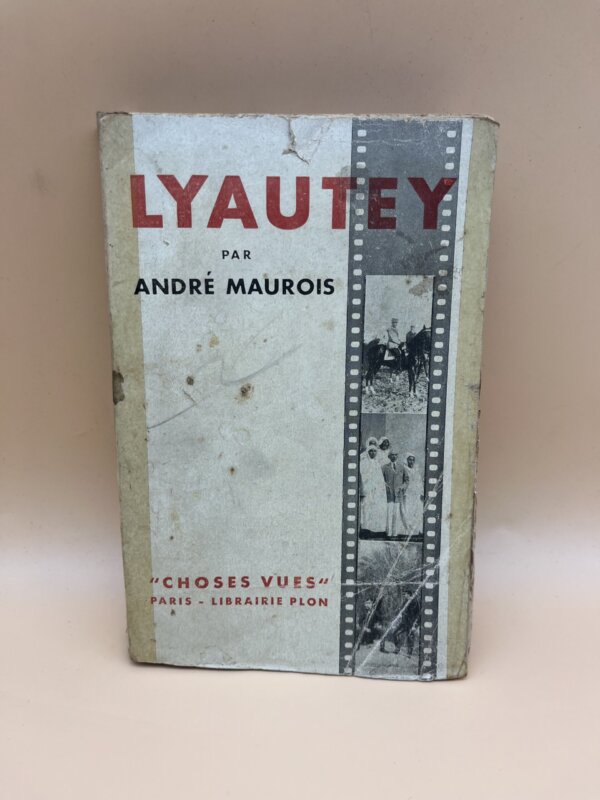 LYAUTEY
PAR
ANDRÉ MAUROIS
"CHOSES VUES"
PARIS - LIBRAIRIE PLON